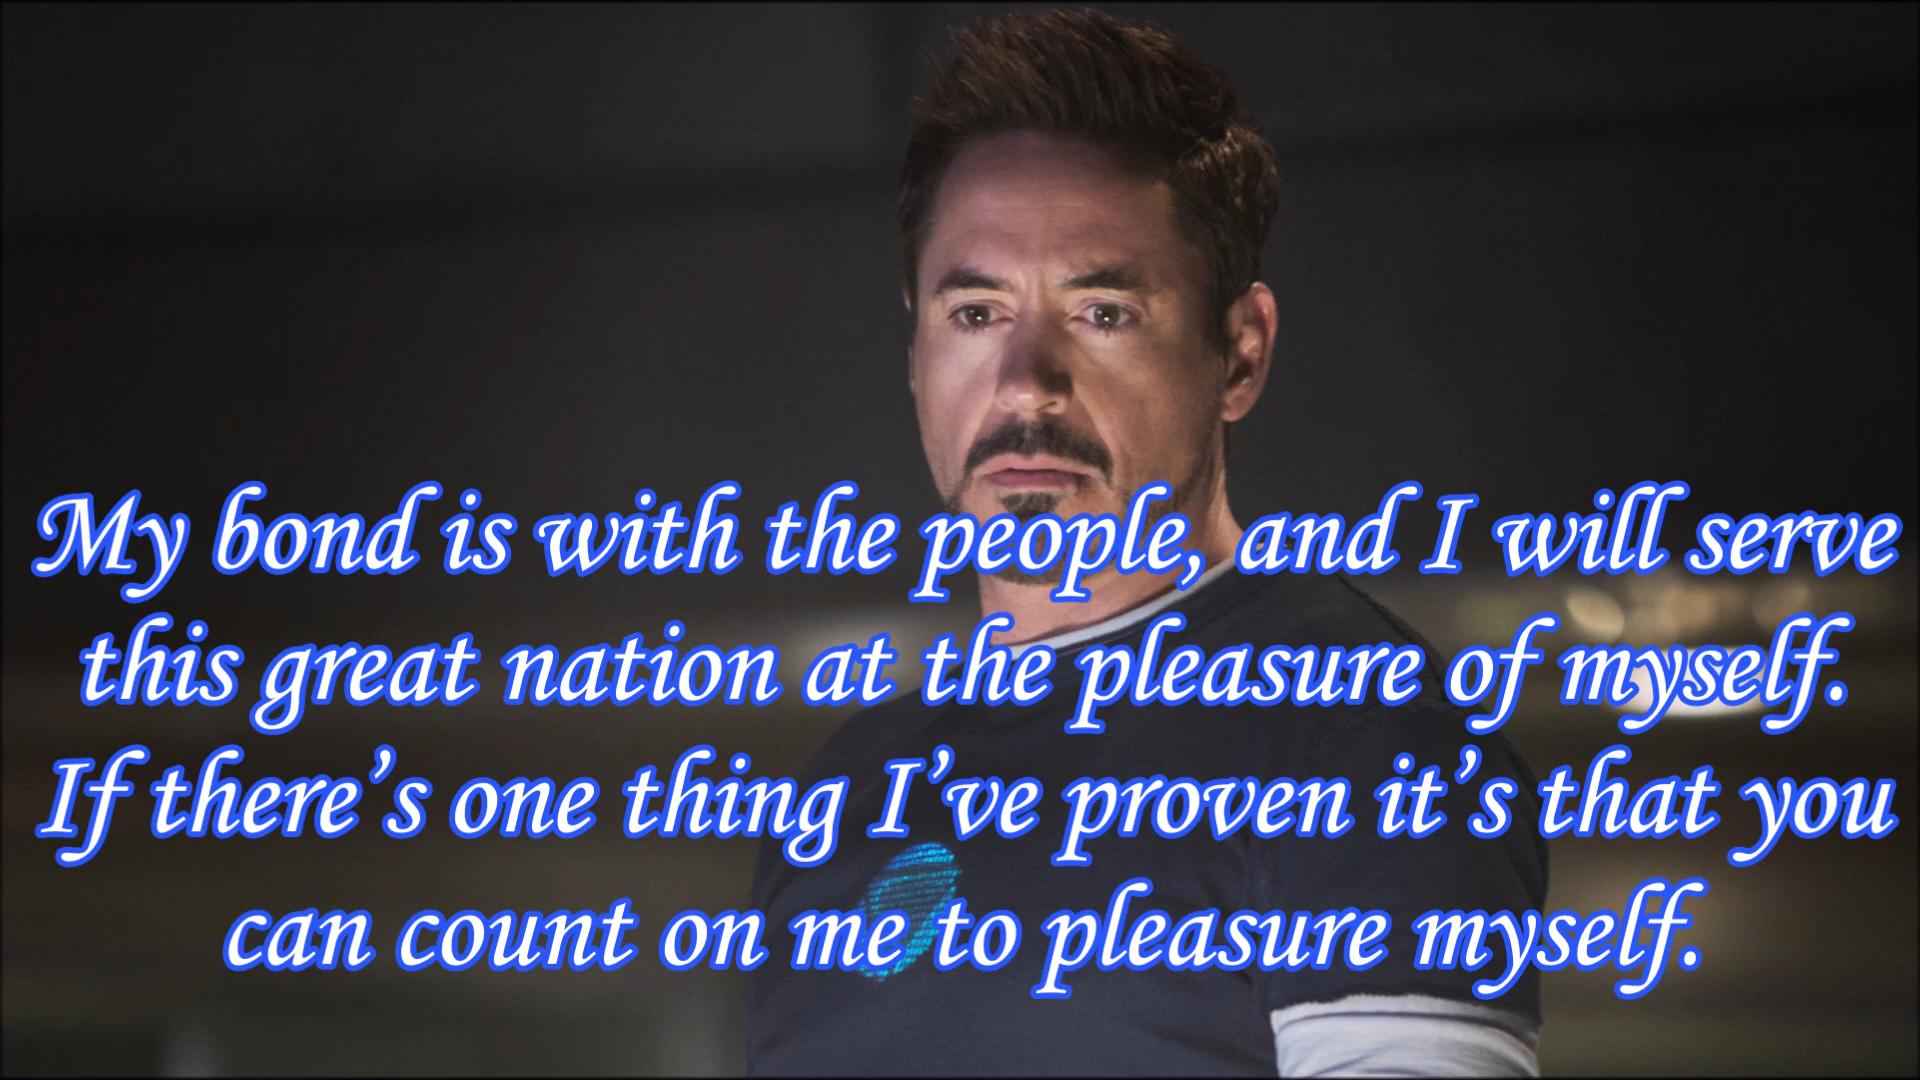 My bond is with the people, and I will serve
this great nation at the pleasure of myself.
If there’s one thing I’ve proven it’s that you
can count on me to pleasure myself.